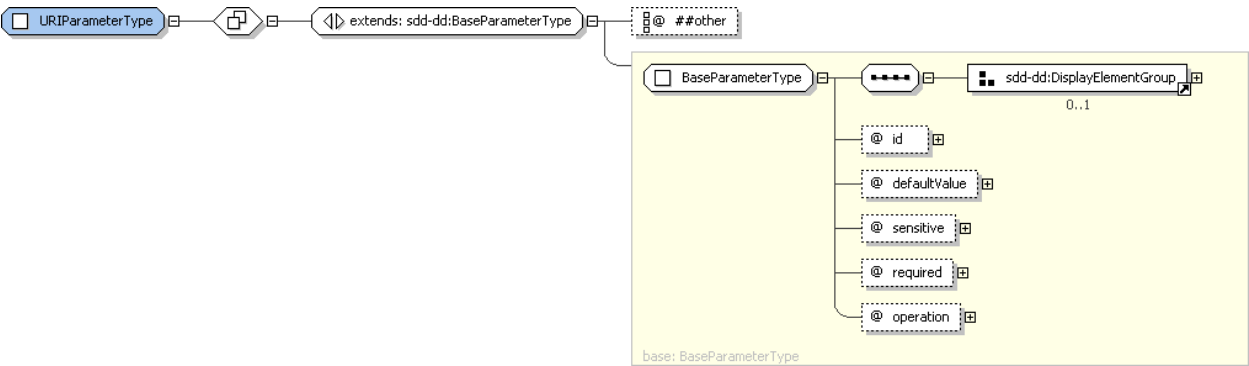 URIParameterType
extends: sdd-dd:BaseParameterType
@ ##other
BaseParameterType
sdd-dd:DisplayElementGroup
0..1
@ id
@ defaultValue
@ sensitive
@ required
@ operation
base: BaseParameterType